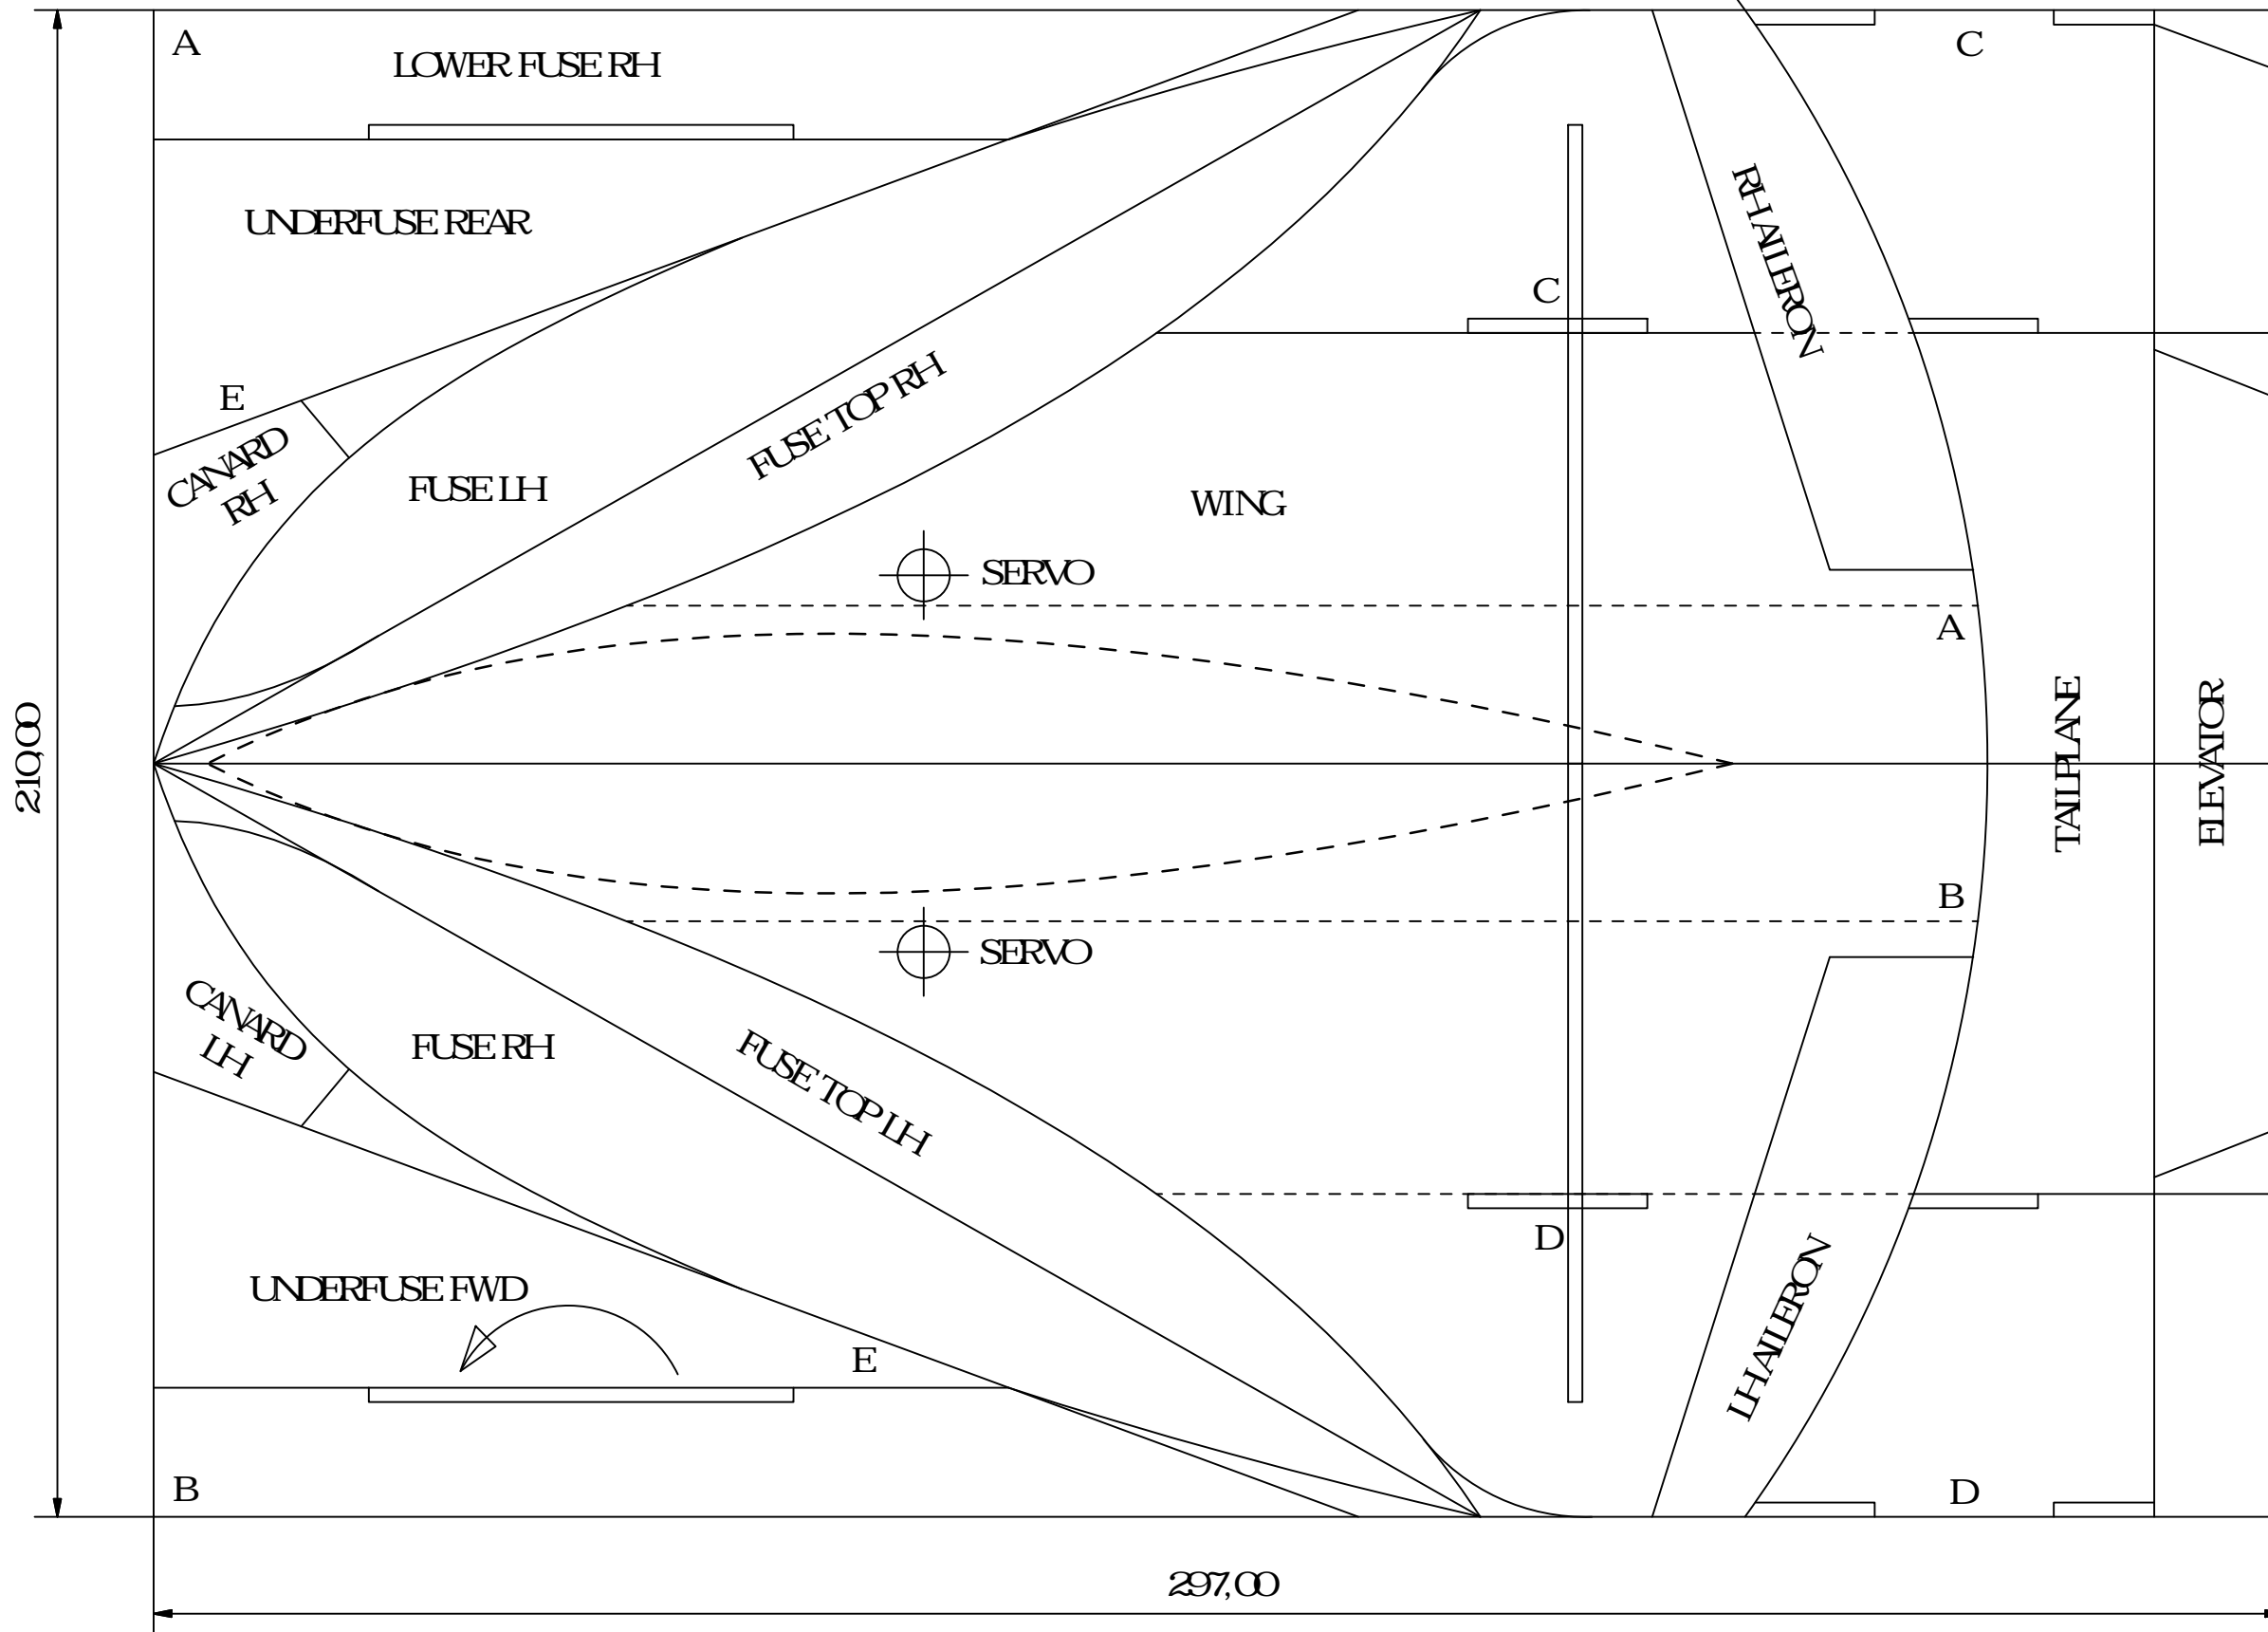 A
LOWER FUSE RH
C
UNDERFUSE REAR
RH AILERON
C
E
CANARD
RH
FUSE LH
FUSE TOP RH
WING
SERVO
A
210,00
TAILPLANE
ELEVATOR
B
SERVO
CANARD
LH
FUSE RH
FUSE TOP LH
D
LH AILERON
UNDERFUSE FWD
E
B
D
297,00